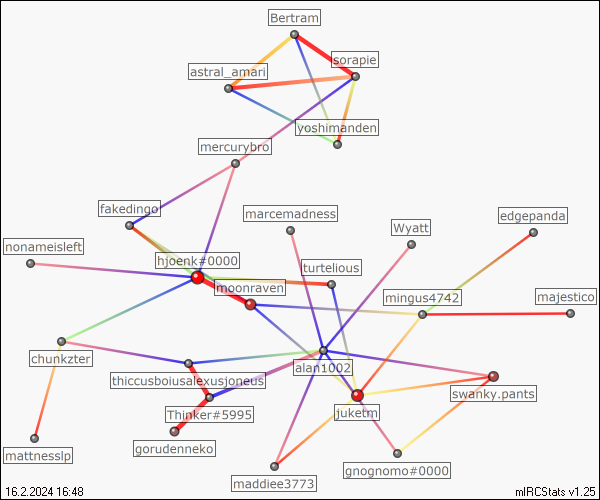 Bertram
sorapie
astral_amari
yoshimanden
mercurybro
fakedingo
marcemadness
edgepanda
Wyatt
nonameisleft
hjoenk#0000
turtelious
moonraven
mingus4742
majestico
chunkzter
alan1002
thiccusboiusalexusjoneus
swanky.pants
Thinker#5995
juketm
gorudenneko
mattnesslp
gnognomo#0000
maddiee3773
16.2.2024 16:48
mIRCStats v1.25